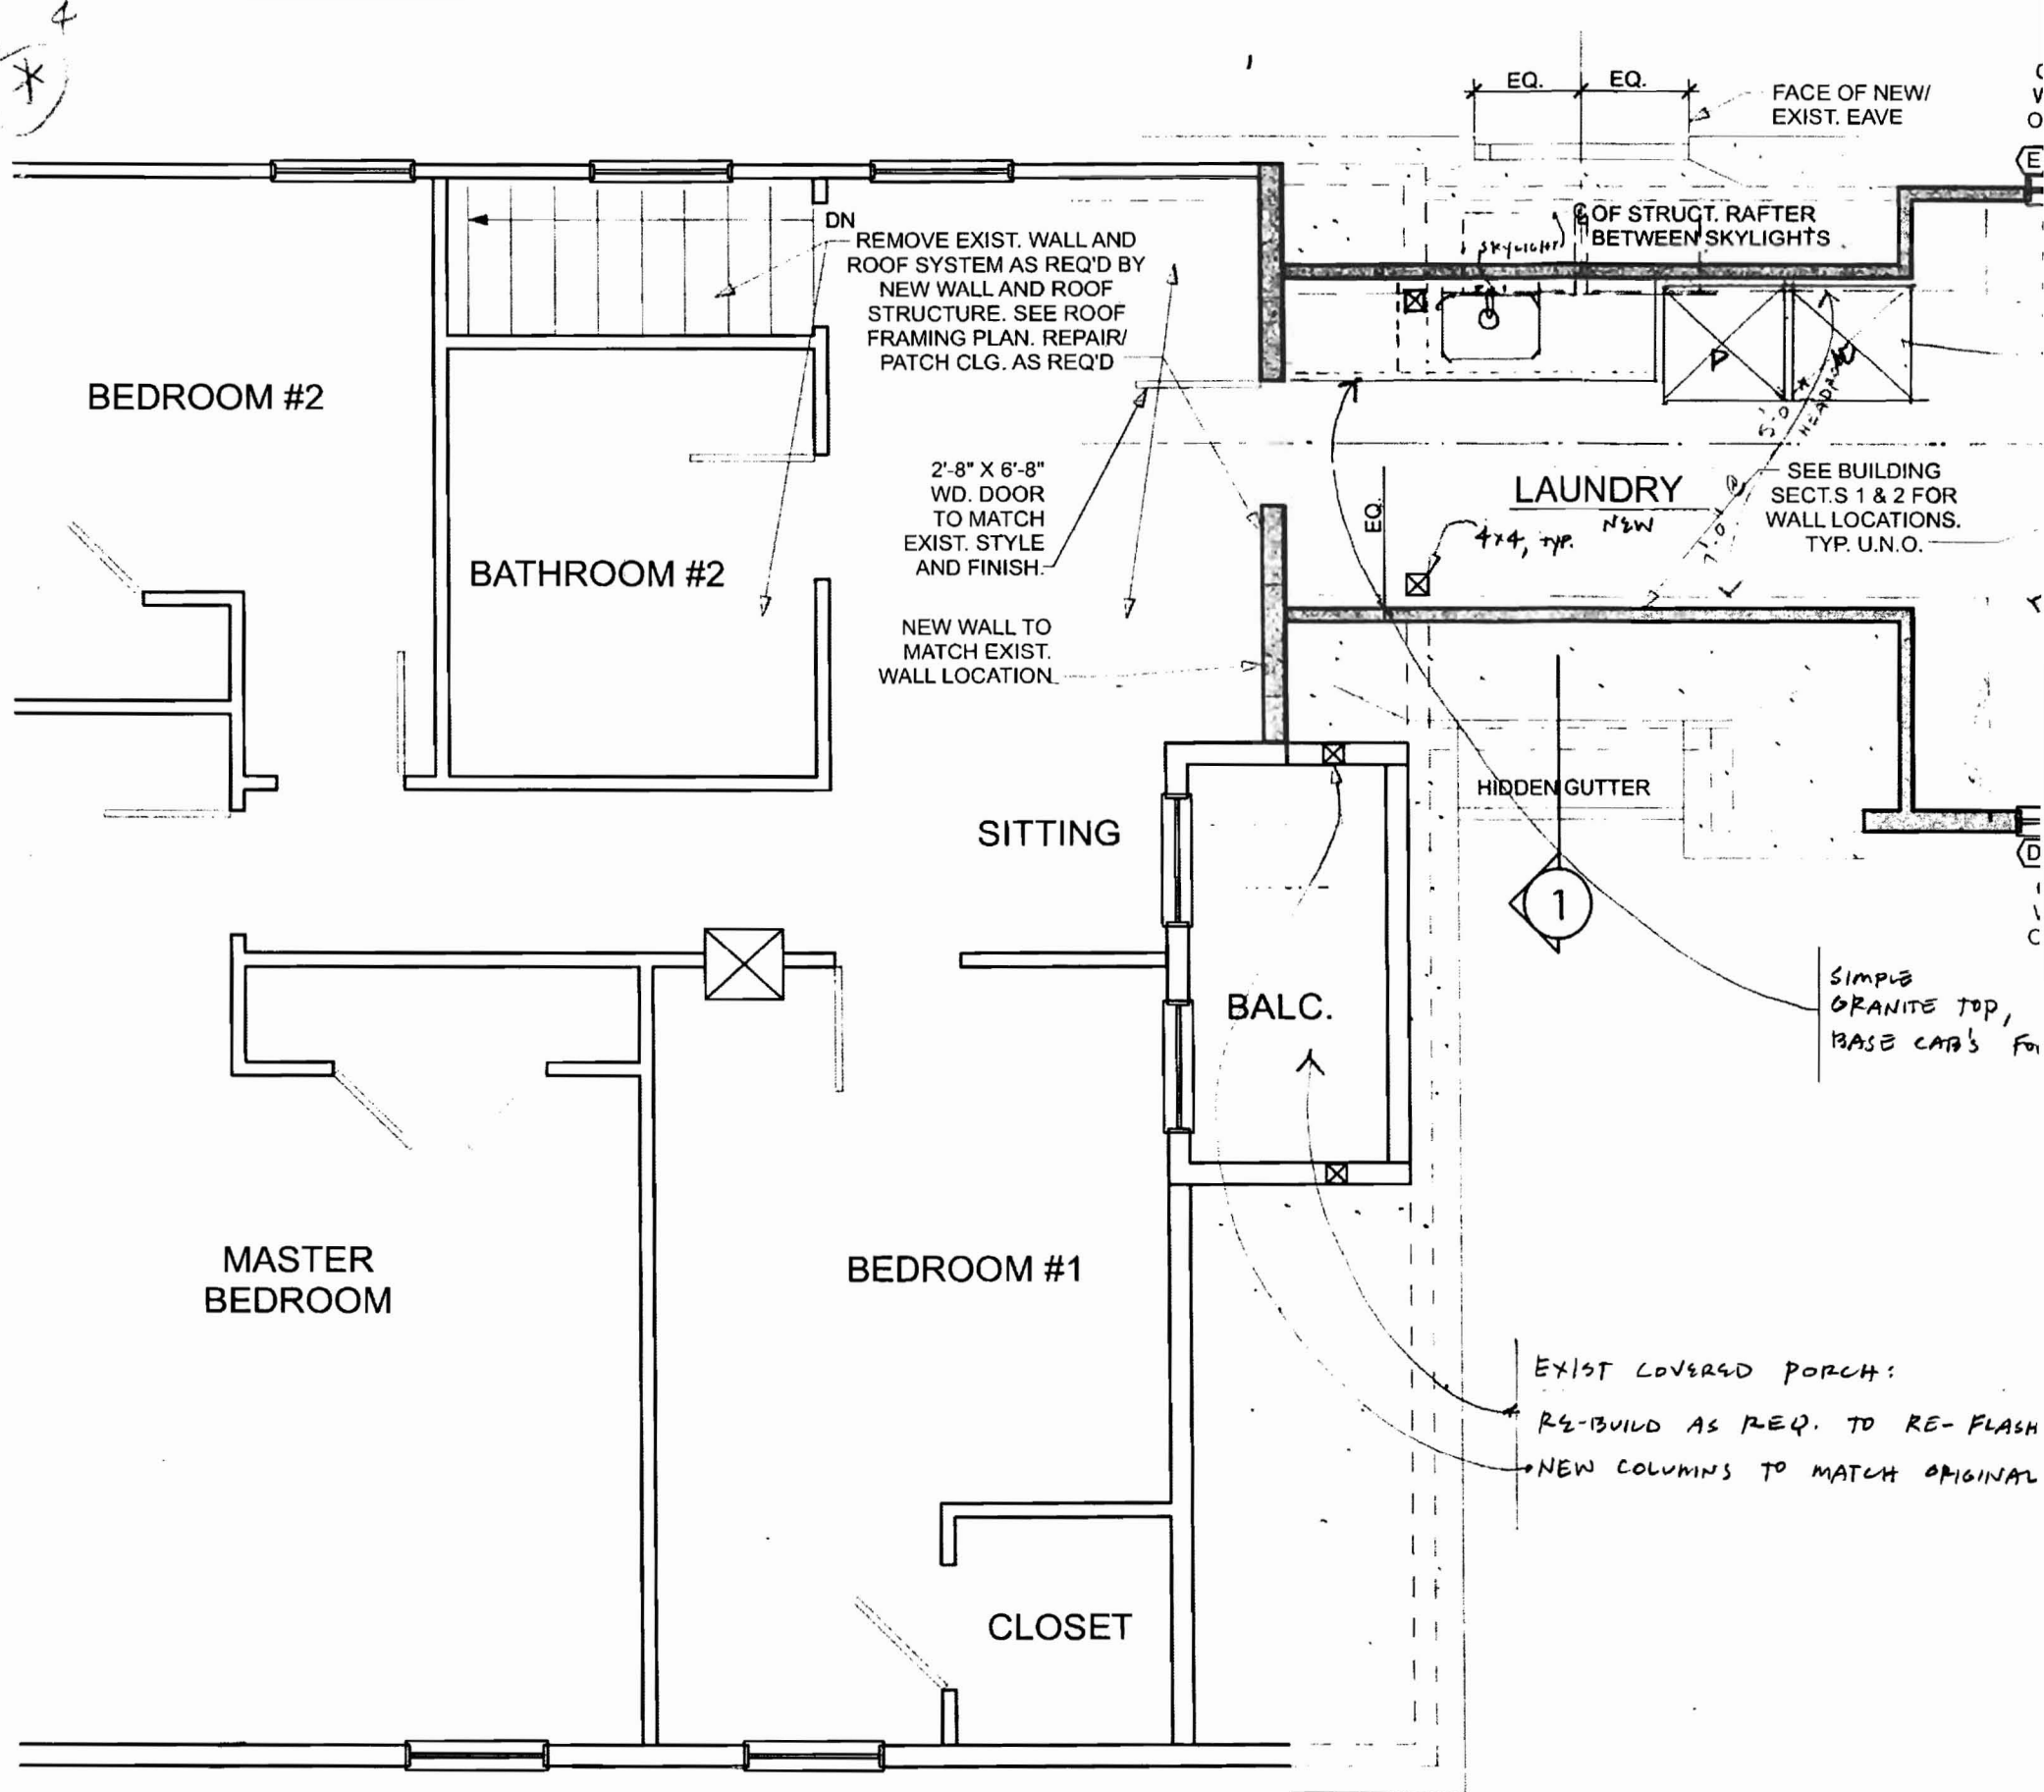 4
*
EQ.
EQ.
FACE OF NEW/
EXIST. EAVE
E
DN
REMOVE EXIST. WALL AND
ROOF SYSTEM AS REQ'D BY
NEW WALL AND ROOF
STRUCTURE. SEE ROOF
FRAMING PLAN. REPAIR/
PATCH CLG. AS REQ'D
℄ OF STRUCT. RAFTER
BETWEEN SKYLIGHTS
SKYLIGHT
BEDROOM #2
2'-8" X 6'-8"
WD. DOOR
TO MATCH
EXIST. STYLE
AND FINISH.
EQ.
LAUNDRY
NEW
4x4, TYP.
SEE BUILDING
SECT.S 1 & 2 FOR
WALL LOCATIONS.
TYP. U.N.O.
BATHROOM #2
NEW WALL TO
MATCH EXIST.
WALL LOCATION
HIDDEN GUTTER
SITTING
D
1
BALC.
SIMPLE
GRANITE TOP,
BASE CAB'S
MASTER
BEDROOM
BEDROOM #1
EXIST COVERED PORCH:
RE-BUILD AS REQ. TO RE-FLASH
NEW COLUMNS TO MATCH ORIGINAL
CLOSET